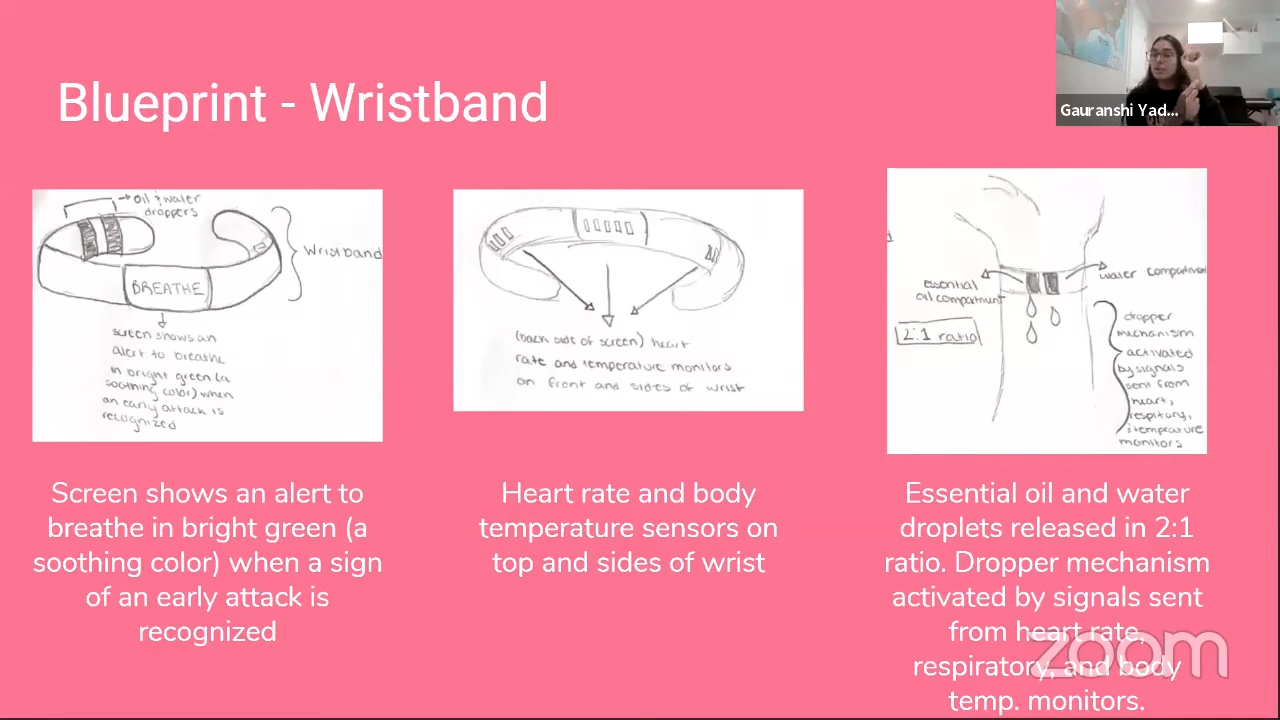 Blueprint - Wristband
Gauranshi Yad...
oil & water
droppers
Wristband
BREATHE
screen shows an
alert to breathe
in bright green (a
soothing color) when
an early attack is
recognized
(back side of screen) heart
rate and temperature monitors
on front and sides of wrist
essential
oil compartment
water compartment
2:1 ratio
dropper
mechanism
activated
by signals
sent from
heart,
& temprature
monitors
Screen shows an alert to
breathe in bright green (a
soothing color) when a sign
of an early attack is
recognized
Heart rate and body
temperature sensors on
top and sides of wrist
Essential oil and water
droplets released in 2:1
ratio. Dropper mechanism
activated by signals sent
from heart rate,
respiratory, and body
temp. monitors.
zoom